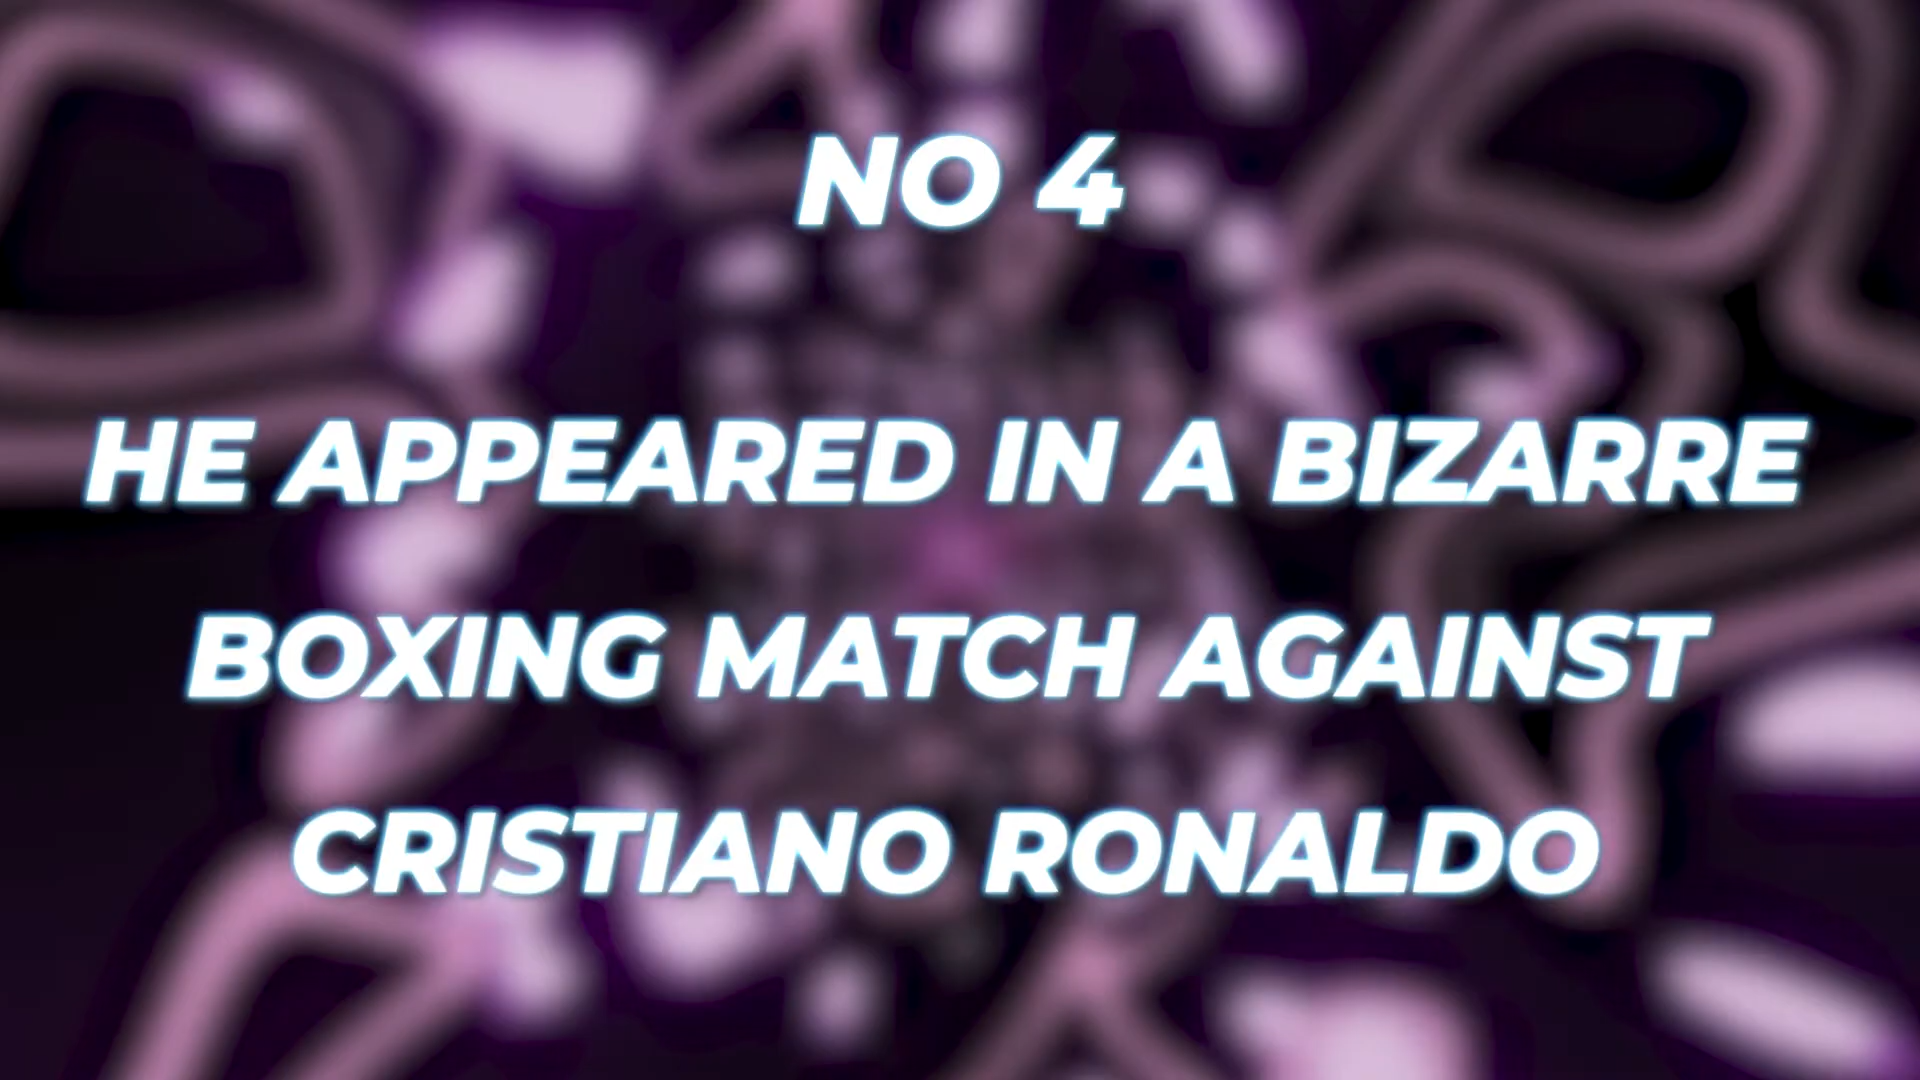 NO 4
HE APPEARED IN A BIZARRE
BOXING MATCH AGAINST
CRISTIANO RONALDO